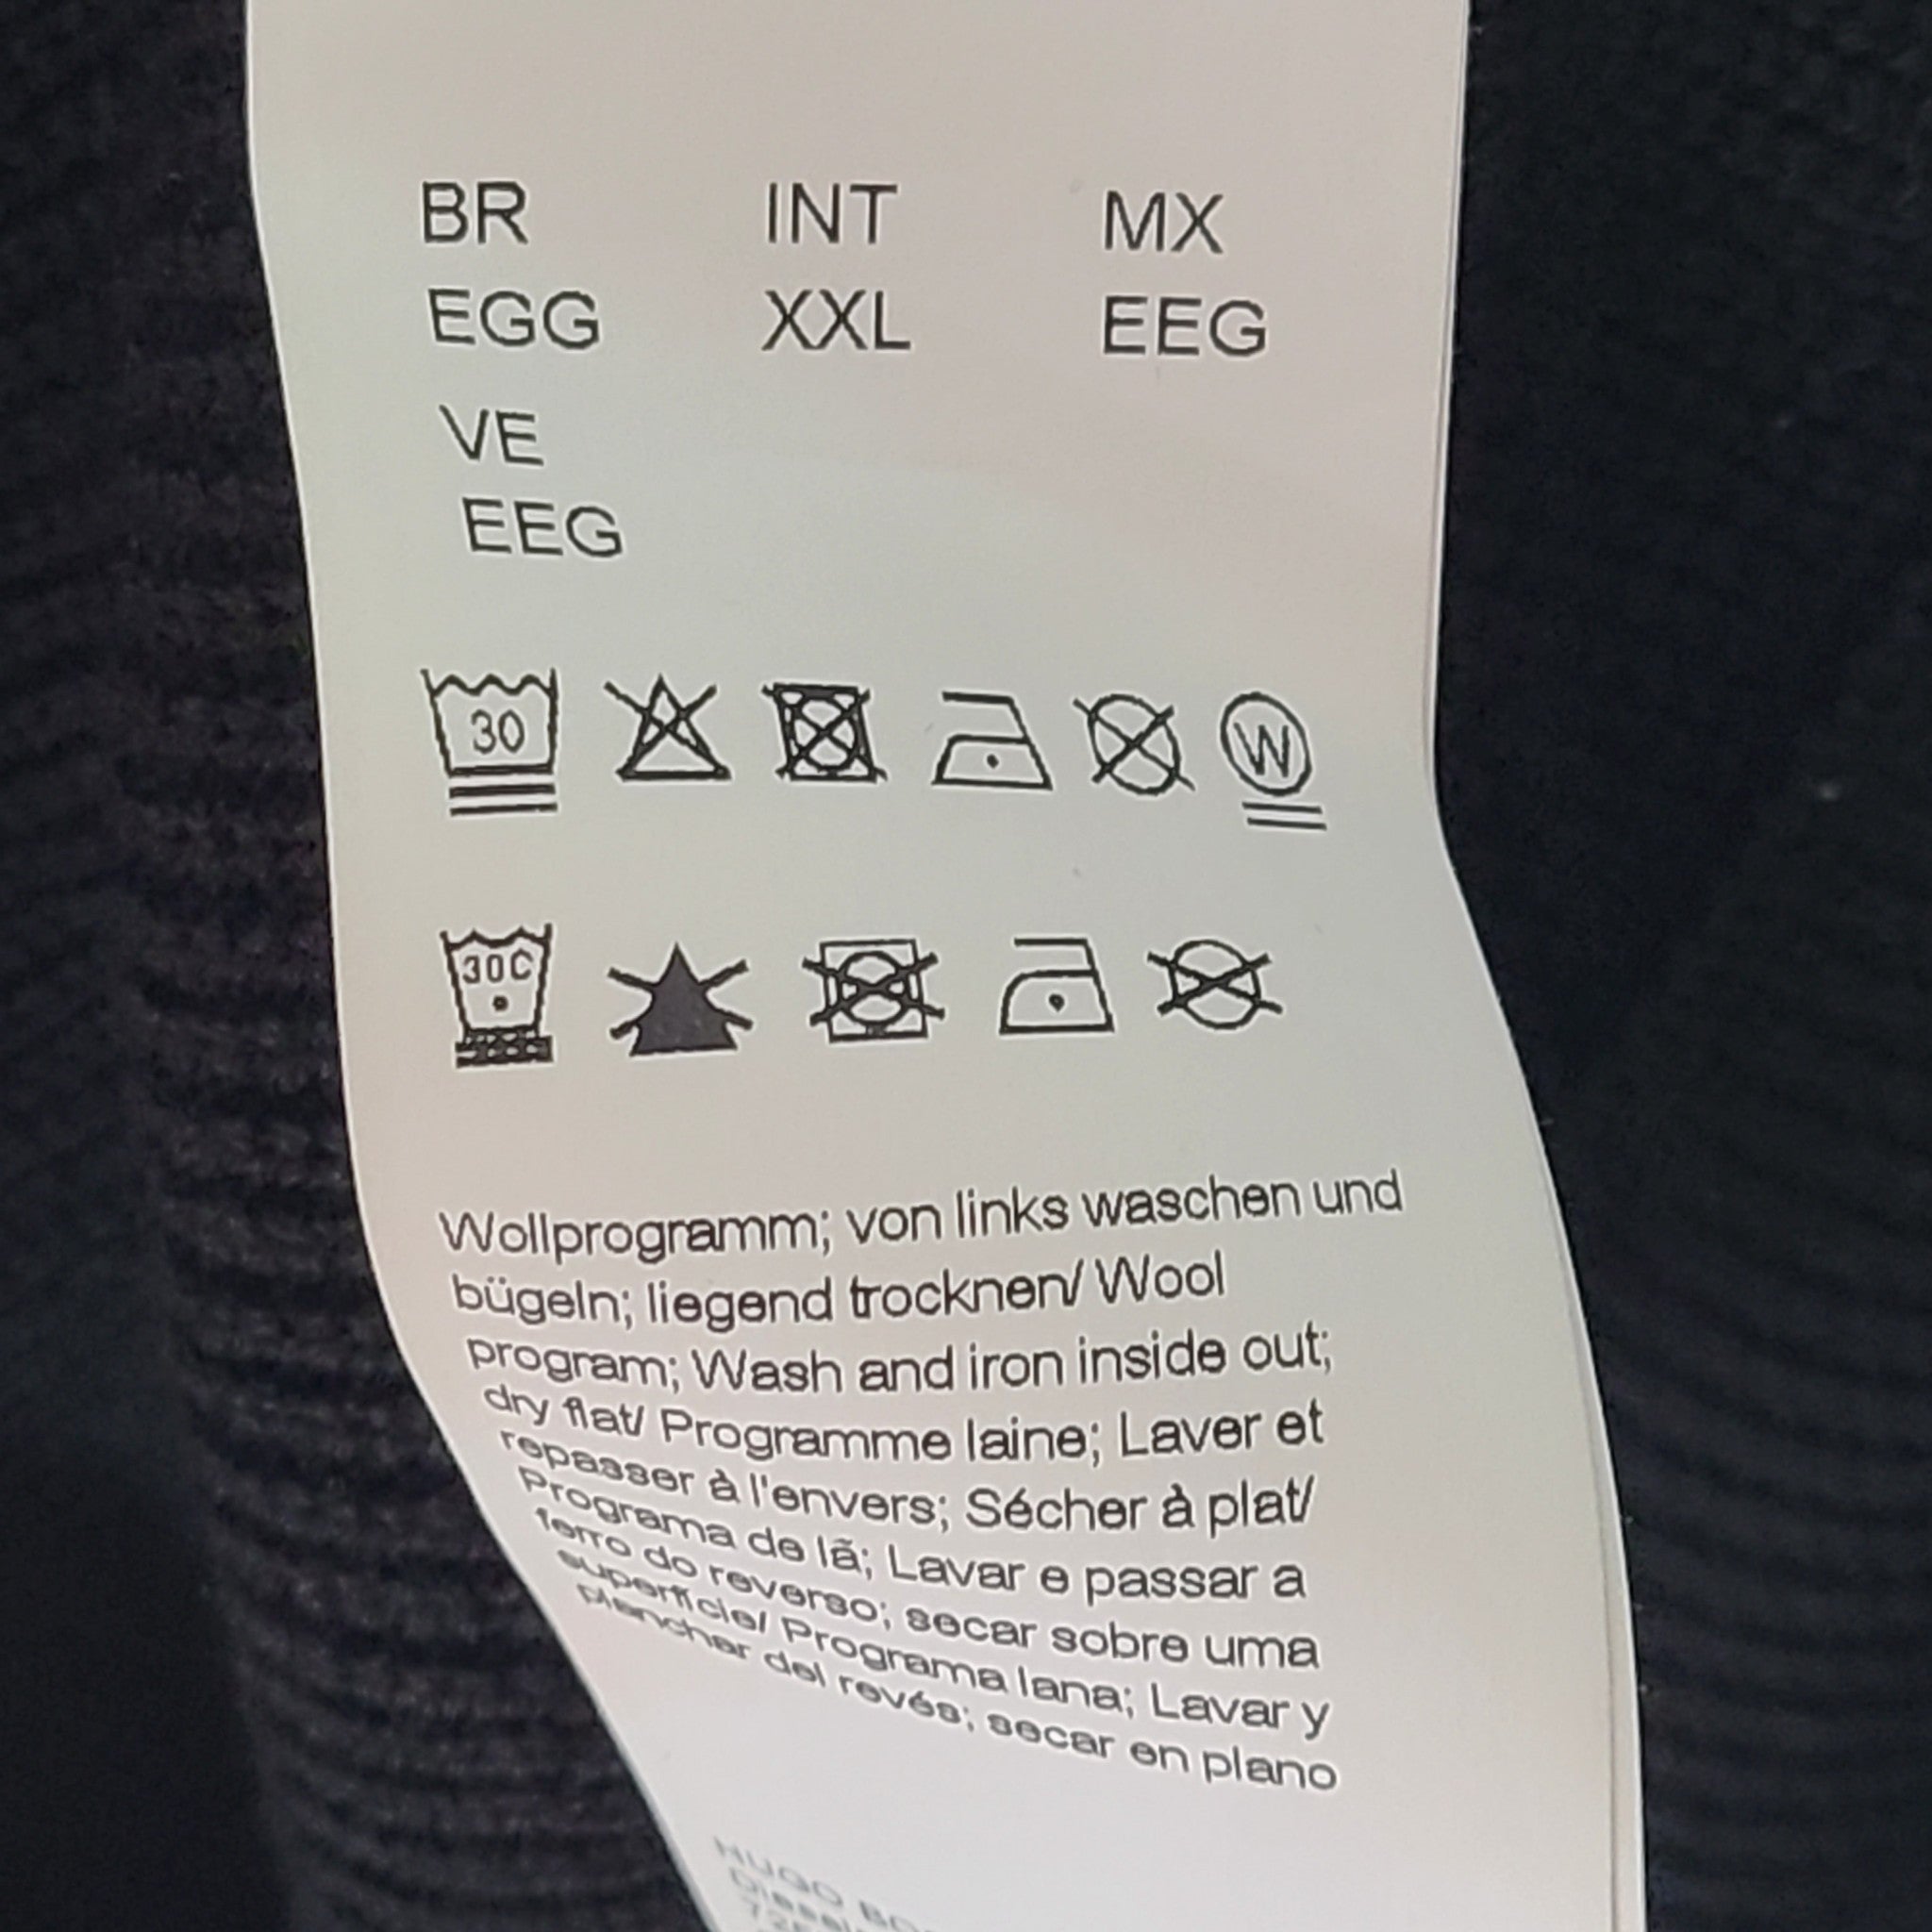 BR INT MX
EGG XXL EEG
VE
EEG
30 W
30C
Wollprogramm; von links waschen und
bügeln; liegend trocknen/ Wool
program; Wash and iron inside out;
dry flat/ Programme laine; Laver et
repasser à l'envers; Sécher à plat/
Programa de lã; Lavar e passar a
ferro do reverso; secar sobre uma
superfície/ Programa lana; Lavar y
planchar del revés; secar en plano
HUGO